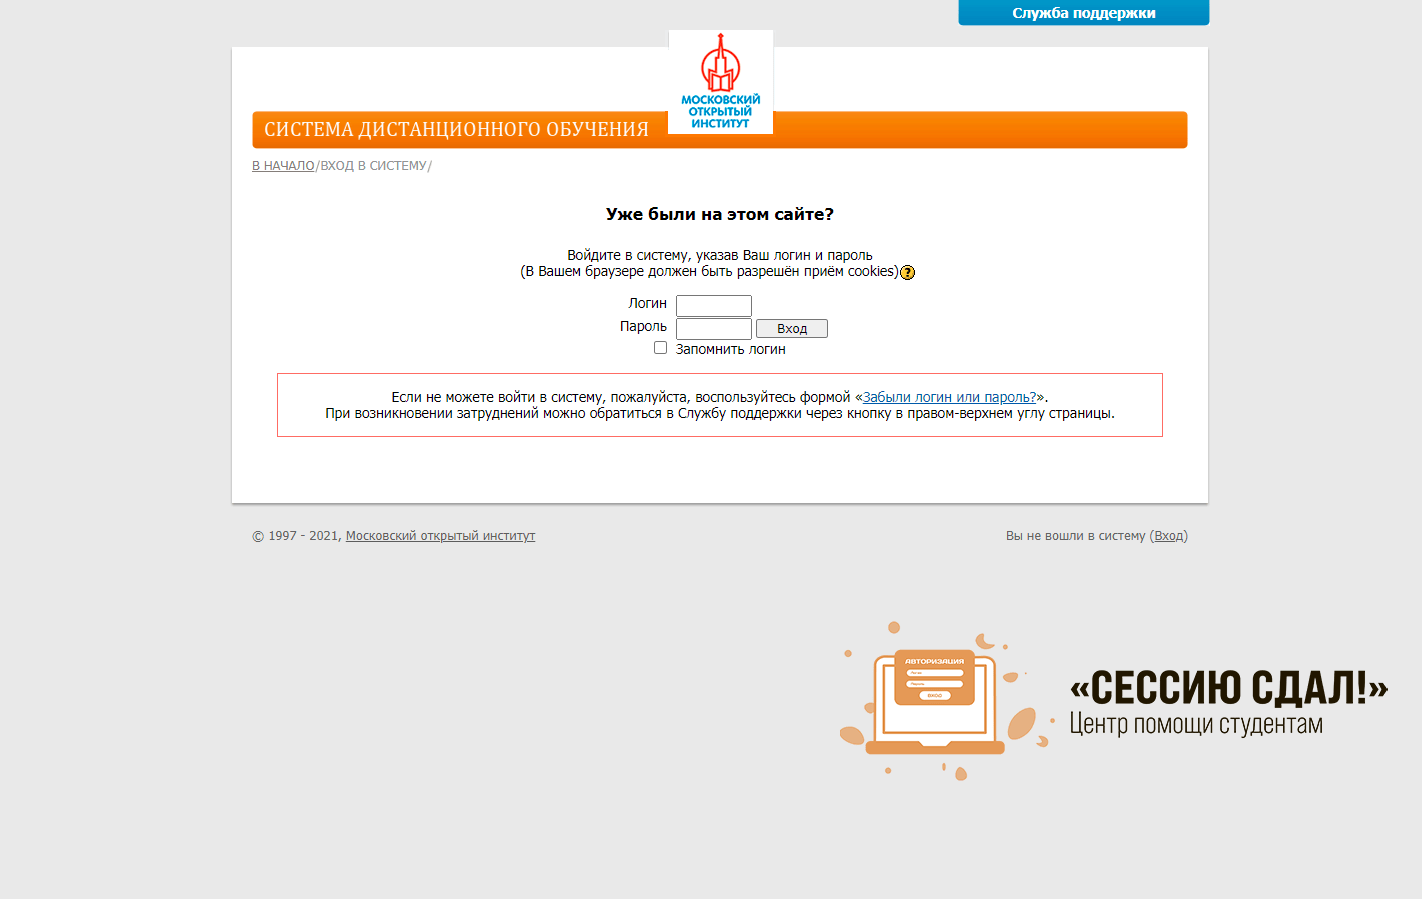 Служба поддержки
МОСКОВСКИЙ
ОТКРЫТЫЙ
ИНСТИТУТ
СИСТЕМА ДИСТАНЦИОННОГО ОБУЧЕНИЯ
В НАЧАЛО/ВХОД В СИСТЕМУ/
Уже были на этом сайте?
Войдите в систему, указав Ваш логин и пароль
(В Вашем браузере должен быть разрешён приём cookies)?
Логин
Пароль
Вход
Запомнить логин
Если не можете войти в систему, пожалуйста, воспользуйтесь формой «Забыли логин или пароль?».
При возникновении затруднений можно обратиться в Службу поддержки через кнопку в правом-верхнем углу страницы.
© 1997 - 2021, Московский открытый институт
Вы не вошли в систему (Вход)
АВТОРИЗАЦИЯ
Логин
Пароль
ВХОД
«СЕССИЮ СДАЛ!»
Центр помощи студентам